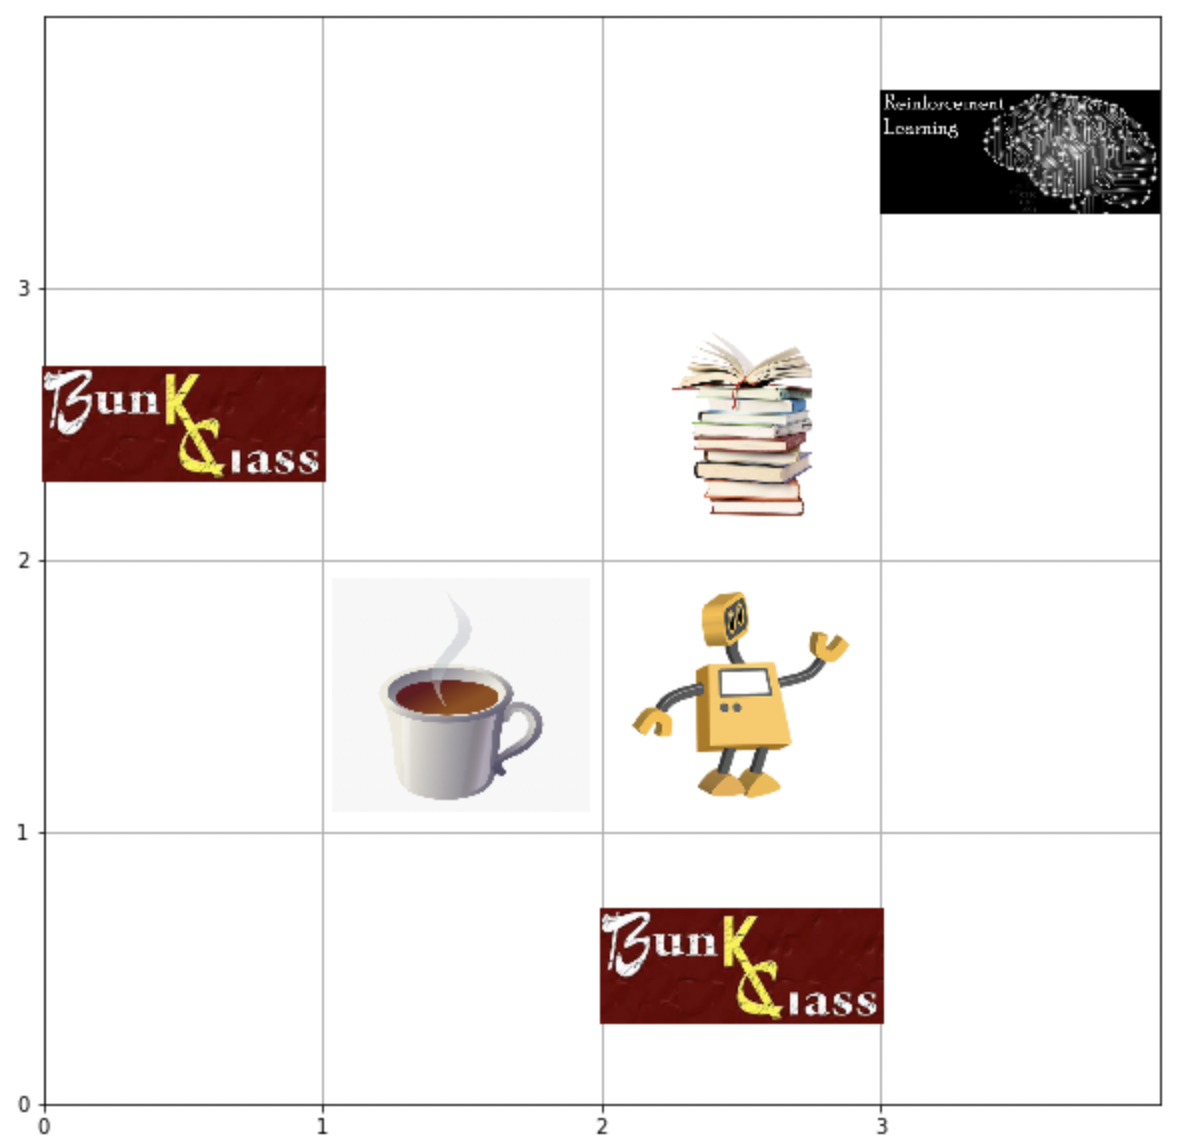 Reinforcement
Learning
3
Bunk
Class
2
1
Bunk
Class
0
0
1
2
3